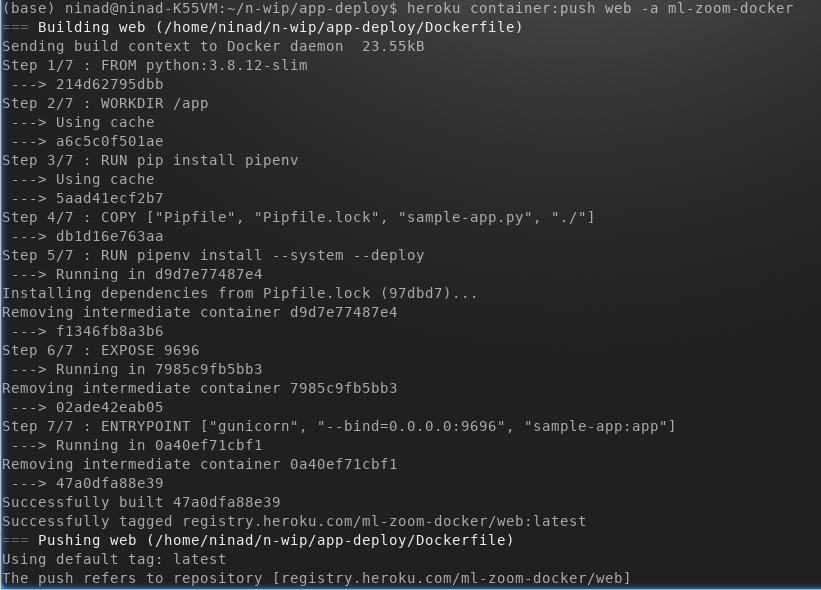 (base) ninad@ninad-K55VM:~/n-wip/app-deploy$ heroku container:push web -a ml-zoom-docker
=== Building web (/home/ninad/n-wip/app-deploy/Dockerfile)
Sending build context to Docker daemon  23.55kB
Step 1/7 : FROM python:3.8.12-slim
 ---> 214d62795dbb
Step 2/7 : WORKDIR /app
 ---> Using cache
 ---> a6c5c0f501ae
Step 3/7 : RUN pip install pipenv
 ---> Using cache
 ---> 5aad41ecf2b7
Step 4/7 : COPY ["Pipfile", "Pipfile.lock", "sample-app.py", "./"]
 ---> db1d16e763aa
Step 5/7 : RUN pipenv install --system --deploy
 ---> Running in d9d7e77487e4
Installing dependencies from Pipfile.lock (97dbd7)...
Removing intermediate container d9d7e77487e4
 ---> f1346fb8a3b6
Step 6/7 : EXPOSE 9696
 ---> Running in 7985c9fb5bb3
Removing intermediate container 7985c9fb5bb3
 ---> 02ade42eab05
Step 7/7 : ENTRYPOINT ["gunicorn", "--bind=0.0.0.0:9696", "sample-app:app"]
 ---> Running in 0a40ef71cbf1
Removing intermediate container 0a40ef71cbf1
 ---> 47a0dfa88e39
Successfully built 47a0dfa88e39
Successfully tagged registry.heroku.com/ml-zoom-docker/web:latest
=== Pushing web (/home/ninad/n-wip/app-deploy/Dockerfile)
Using default tag: latest
The push refers to repository [registry.heroku.com/ml-zoom-docker/web]